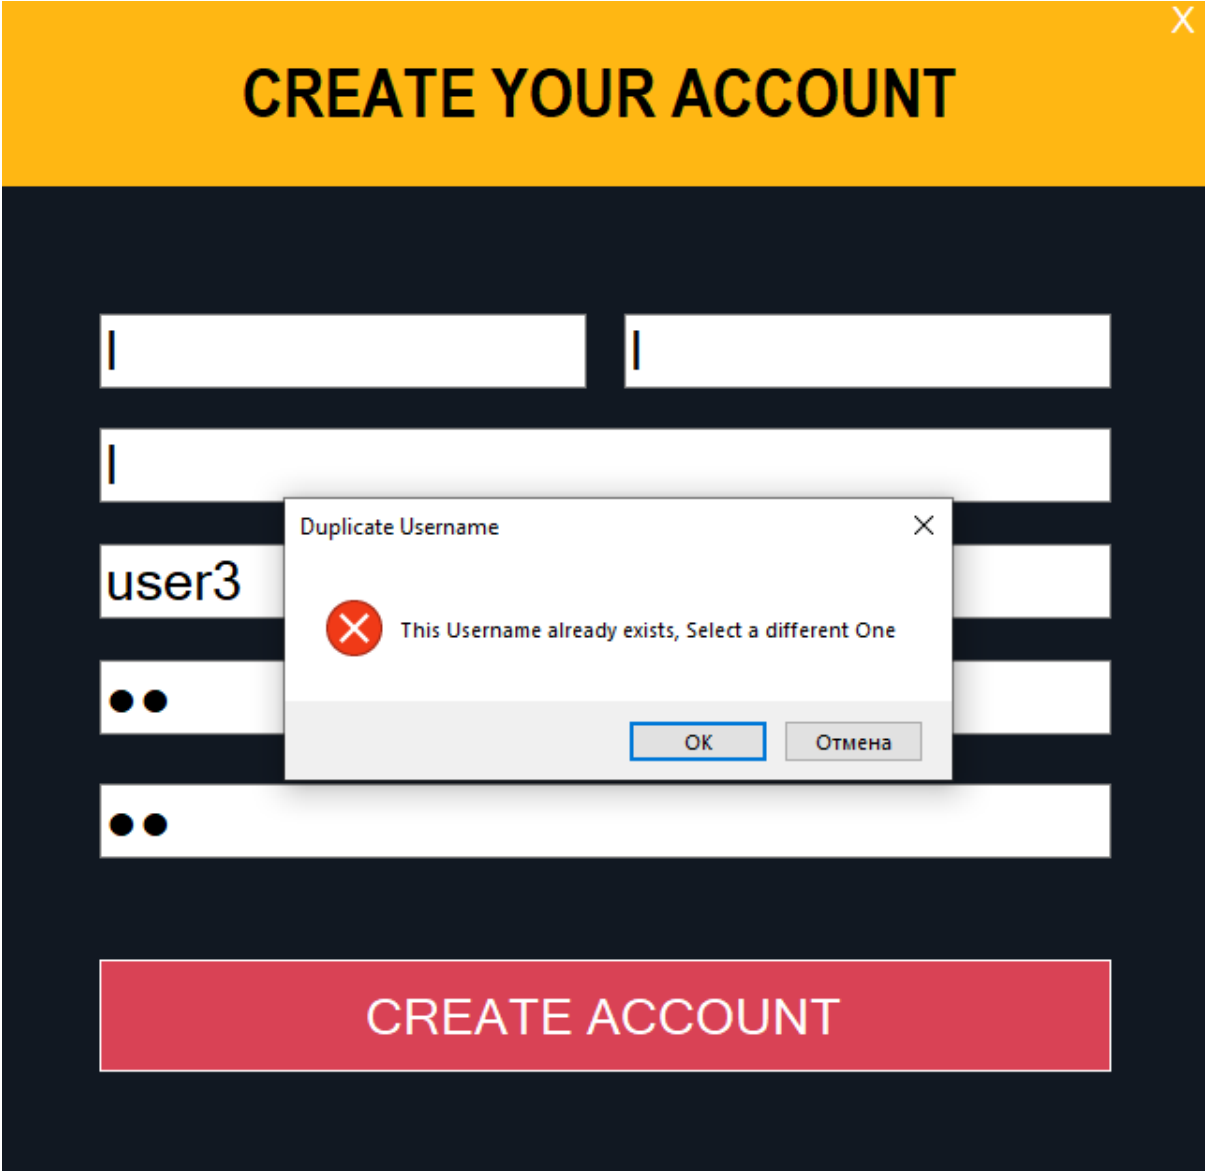 X
CREATE YOUR ACCOUNT
l
l
l
Duplicate Username
user3
This Username already exists, Select a different One
OK
Отмена
CREATE ACCOUNT